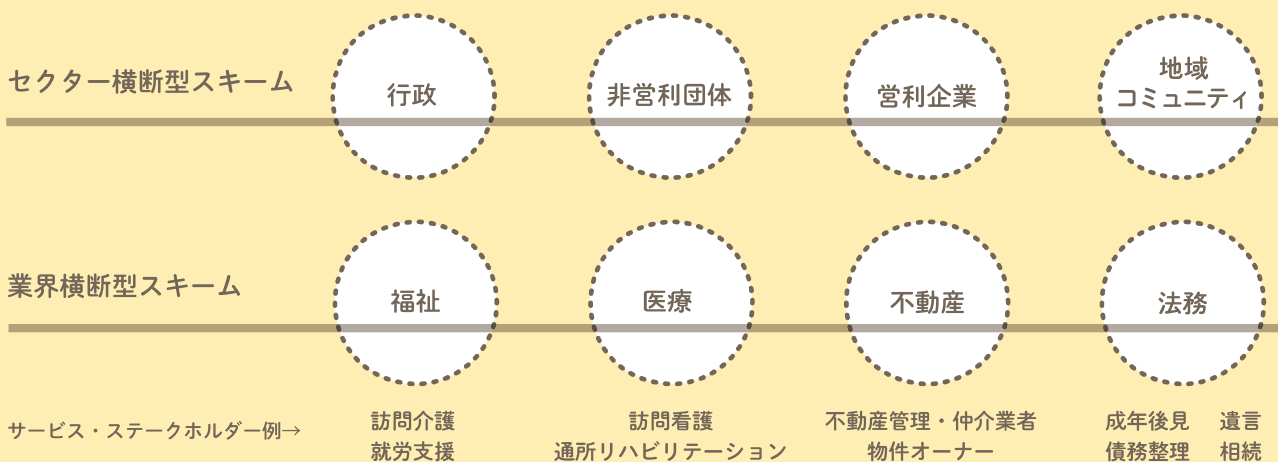 セクター横断型スキーム
行政
非営利団体
営利企業
地域
コミュニティ
業界横断型スキーム
福祉
医療
不動産
法務
サービス・ステークホルダー例→
訪問介護
就労支援
訪問看護
通所リハビリテーション
不動産管理・仲介業者
物件オーナー
成年後見 遺言
債務整理 相続